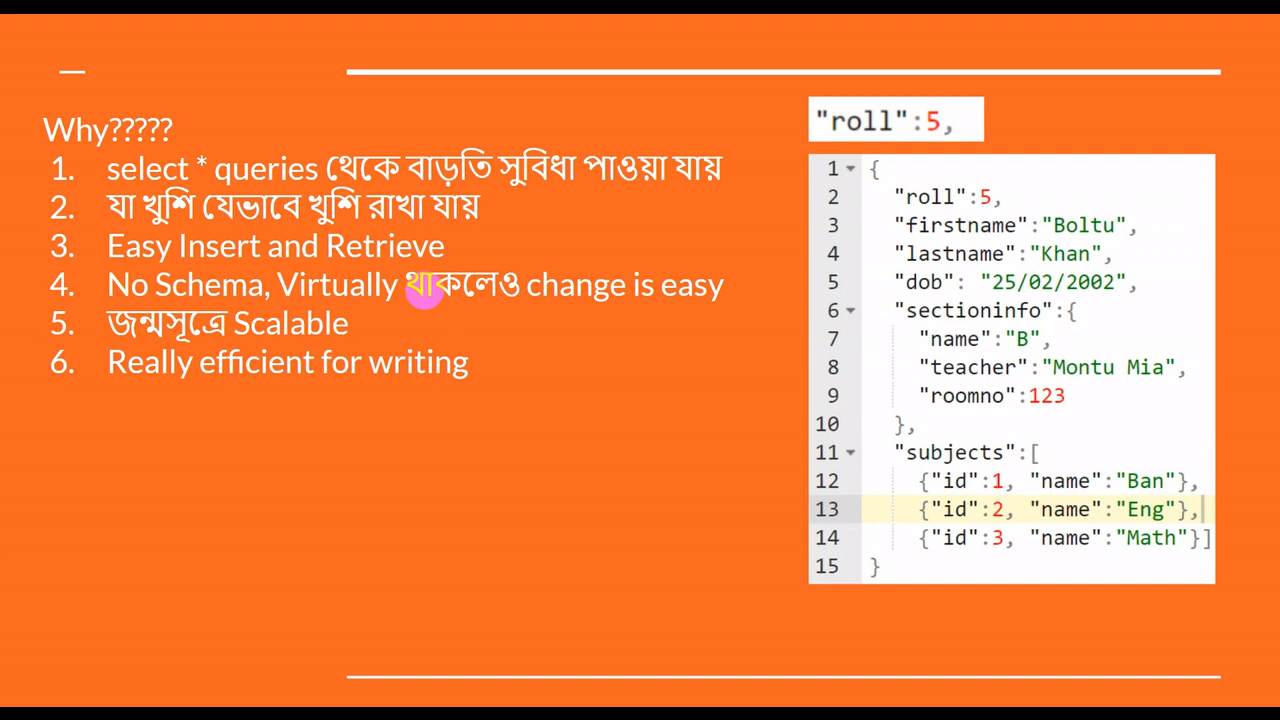 Why?????
1. select * queries থেকে বাড়তি সুবিধা পাওয়া যায়
2. যা খুশি যেভাবে খুশি রাখা যায়
3. Easy Insert and Retrieve
4. No Schema, Virtually থাকলেও change is easy
5. জন্মসূত্রে Scalable
6. Really efficient for writing
"roll":5,
1 {
2 "roll":5,
3 "firstname":"Boltu",
4 "lastname":"Khan",
5 "dob": "25/02/2002",
6 "sectioninfo":{
7 "name":"B",
8 "teacher":"Montu Mia",
9 "roomno":123
10 },
11 "subjects":[
12 {"id":1, "name":"Ban"},
13 {"id":2, "name":"Eng"},
14 {"id":3, "name":"Math"}]
15 }